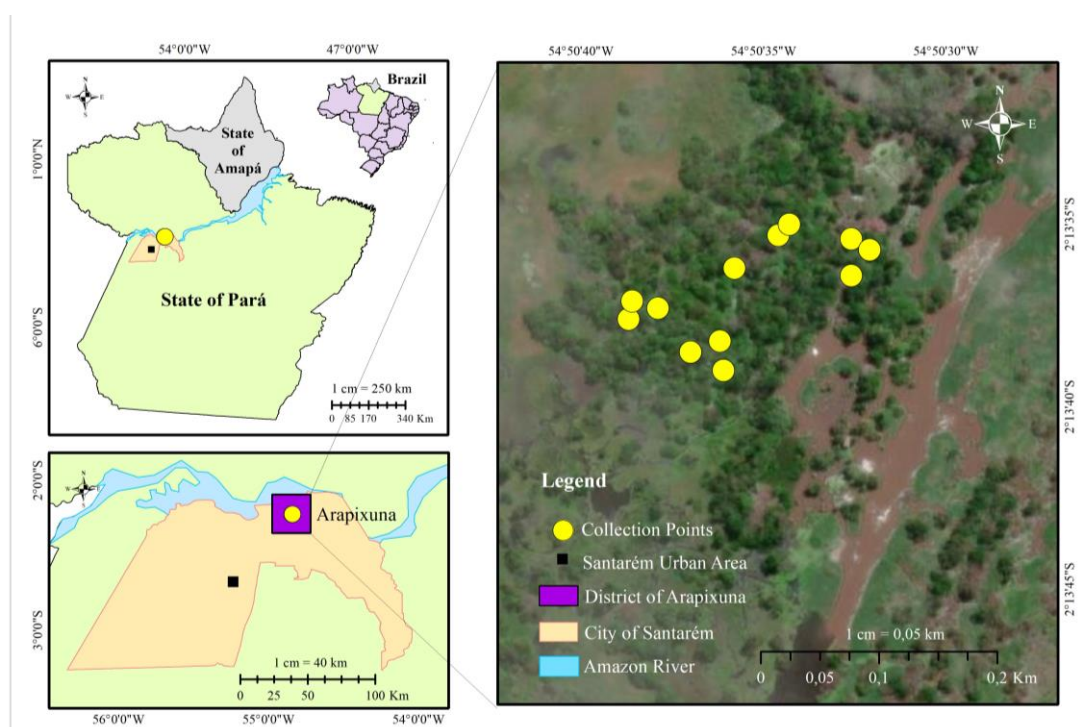 54°0'0"W
47°0'0"W
1°0'0"N
6°0'0"S
N
W
E
S
Brazil
State
of
Amapá
State of Pará
1 cm = 250 km
0 85 170 340 Km
2°0'0"S
3°0'0"S
N
W
E
S
Arapixuna
1 cm = 40 km
0 25 50 100 Km
56°0'0"W
55°0'0"W
54°0'0"W
54°50'40"W
54°50'35"W
54°50'30"W
N
W
E
S
2°13'35"S
2°13'40"S
2°13'45"S
Legend
Collection Points
Santarém Urban Area
District of Arapixuna
City of Santarém
Amazon River
1 cm = 0,05 km
0 0,05 0,1 0,2 Km